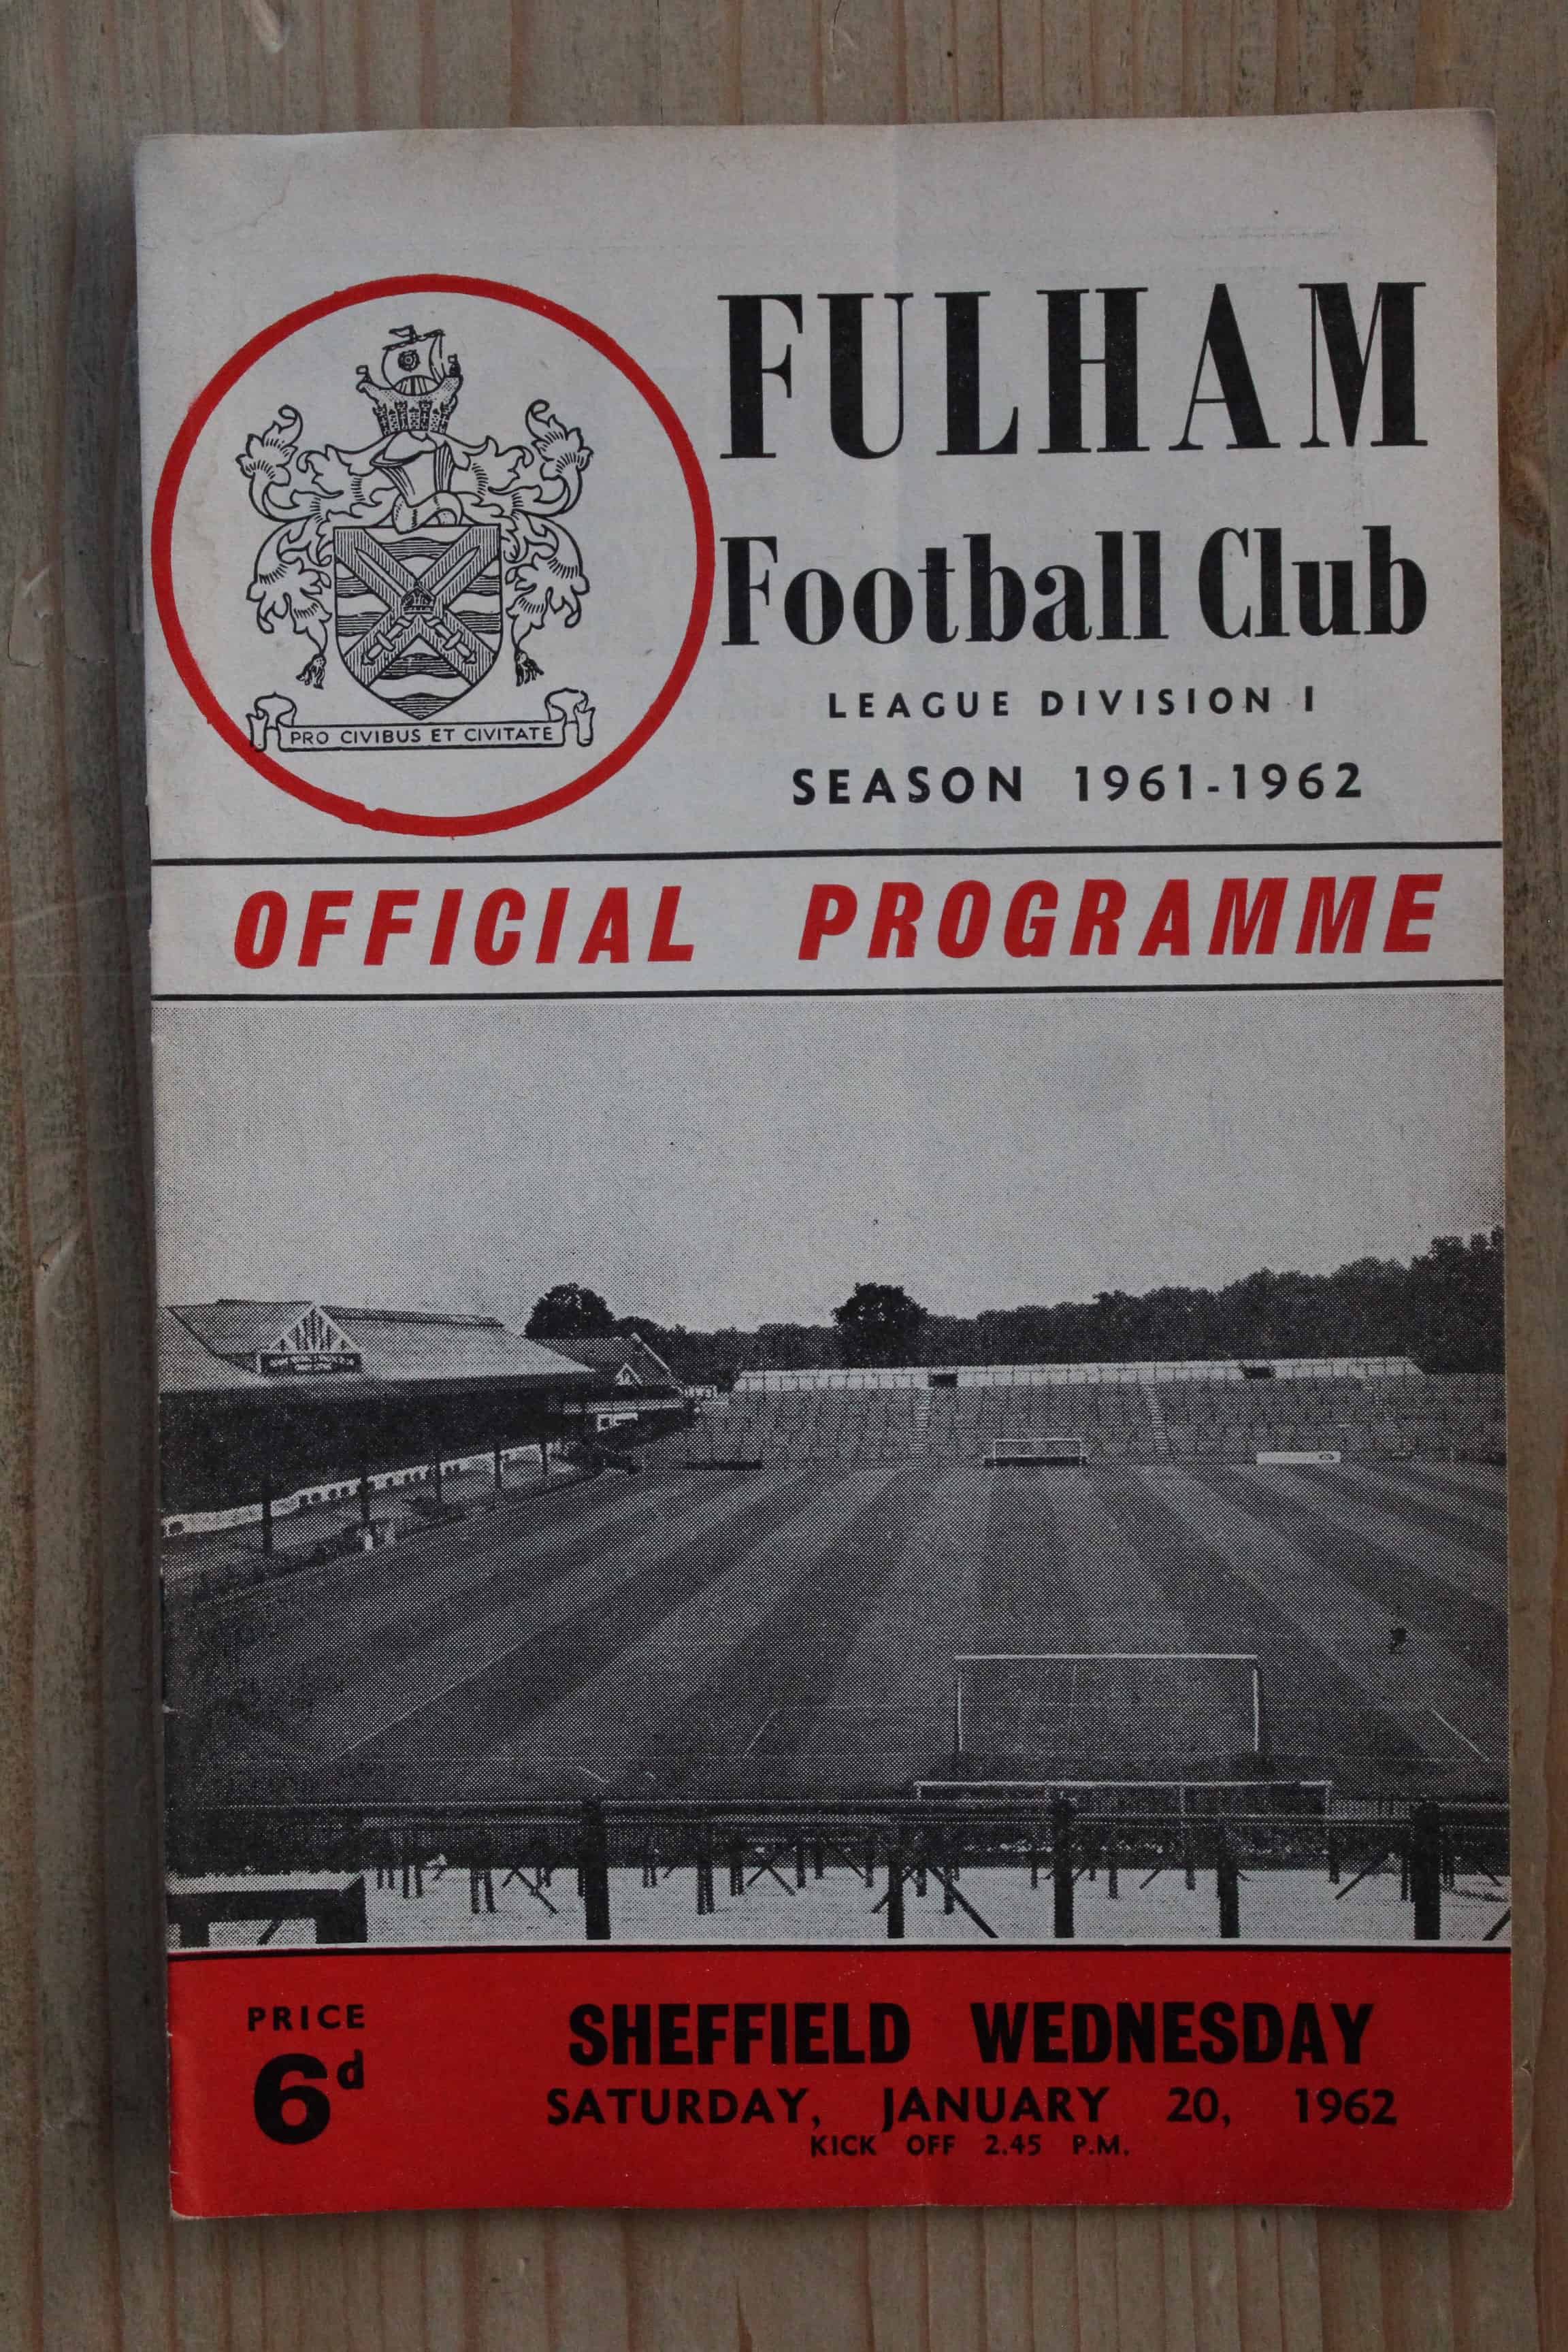 FULHAM
Football Club
LEAGUE DIVISION I
SEASON 1961-1962
PRO CIVIBUS ET CIVITATE
OFFICIAL PROGRAMME
PRICE
6d
SHEFFIELD WEDNESDAY
SATURDAY, JANUARY 20, 1962
KICK OFF 2.45 P.M.